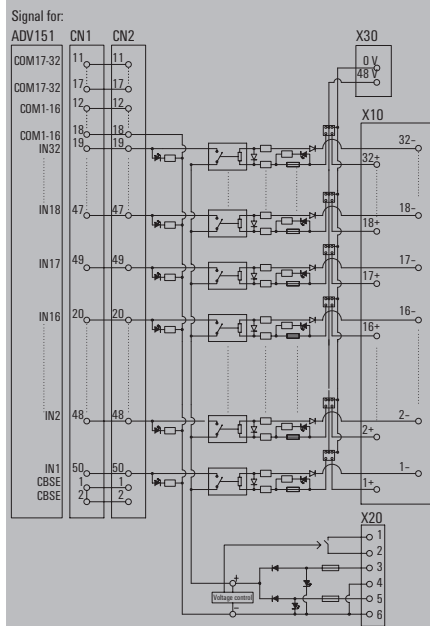 Signal for:
ADV151 CN1 CN2 X30
COM17-32 11 11 0 V
48 V
COM17-32 17 17
COM1-16 12 12 X10
COM1-16 18 18
IN32 19 19 32-
32+
IN18 47 47 18-
18+
IN17 49 49 17-
17+
IN16 20 20 16-
16+
IN2 48 48 2-
2+
IN1 50 50 1-
CBSE 1 1 1+
CBSE 2 2
X20
1
2
3
+ 4
Voltage control 5
- 6